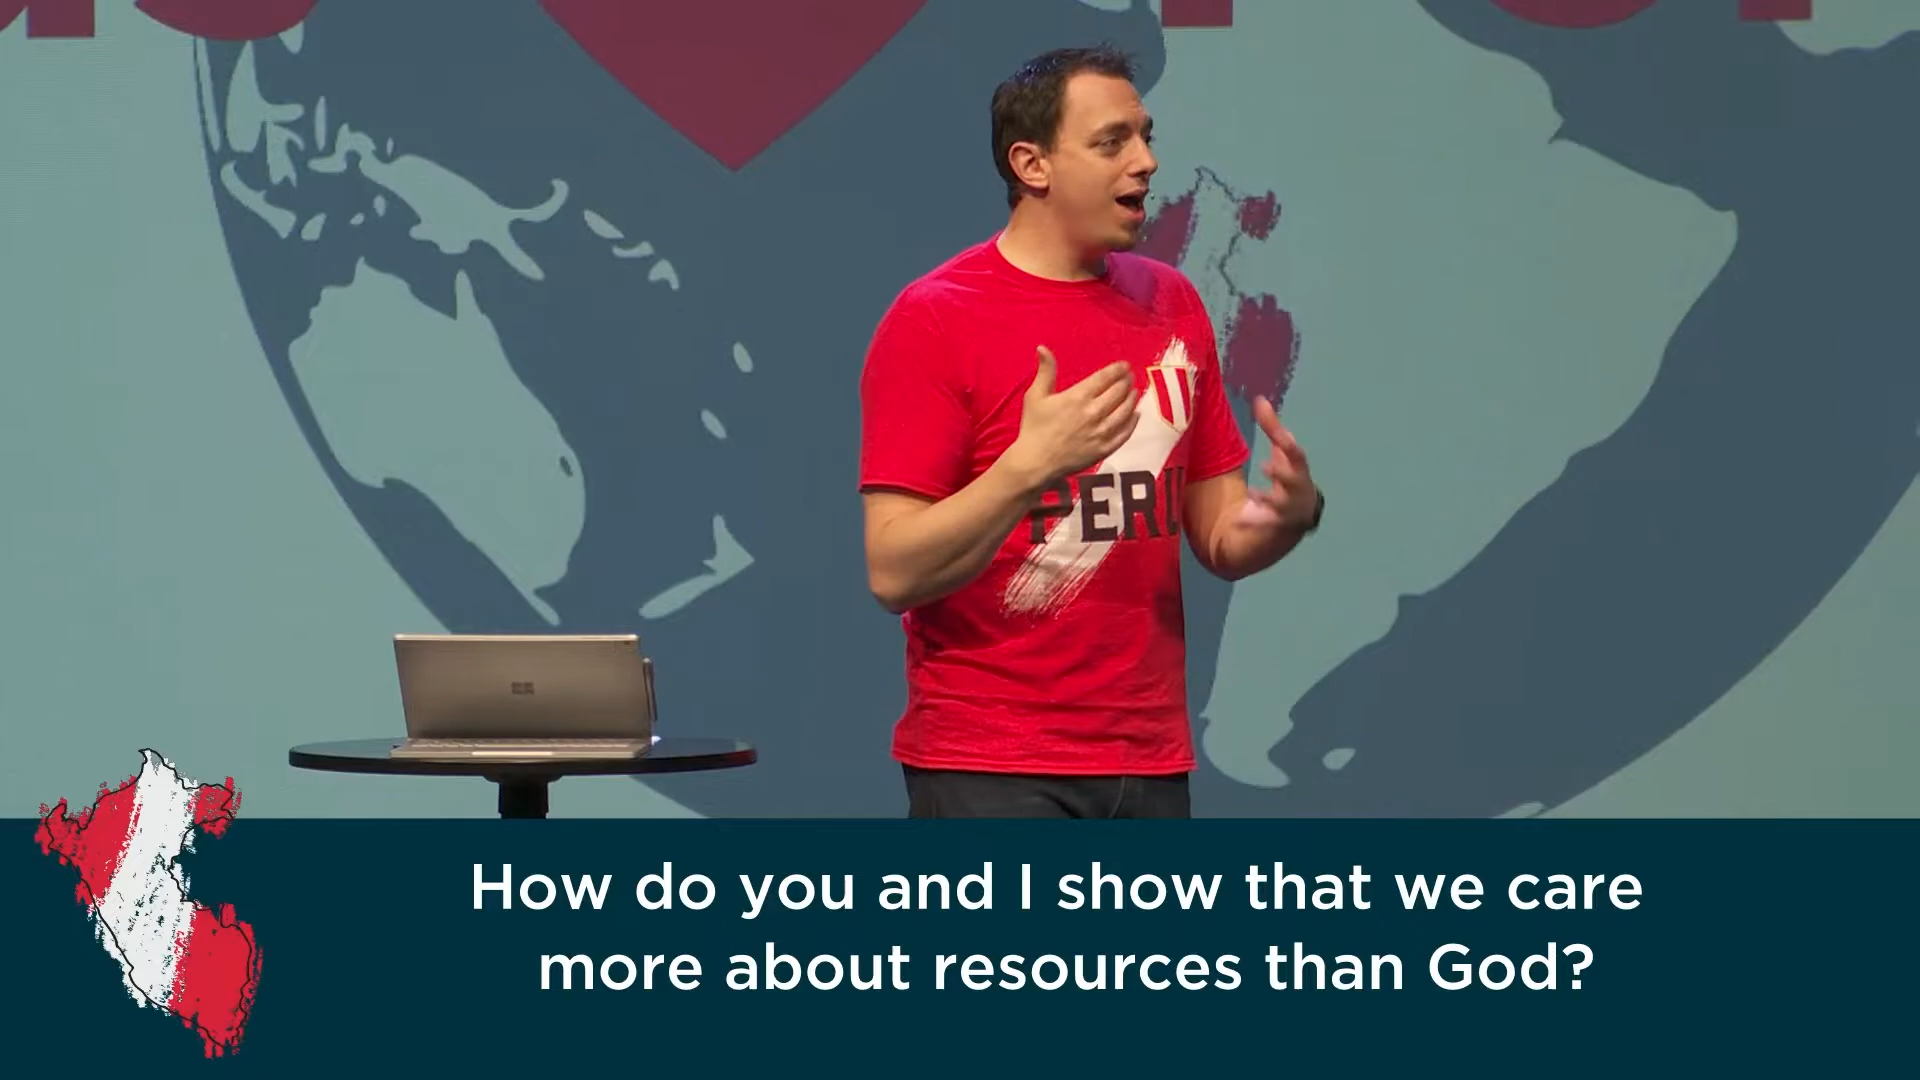 PERU
How do you and I show that we care
more about resources than God?